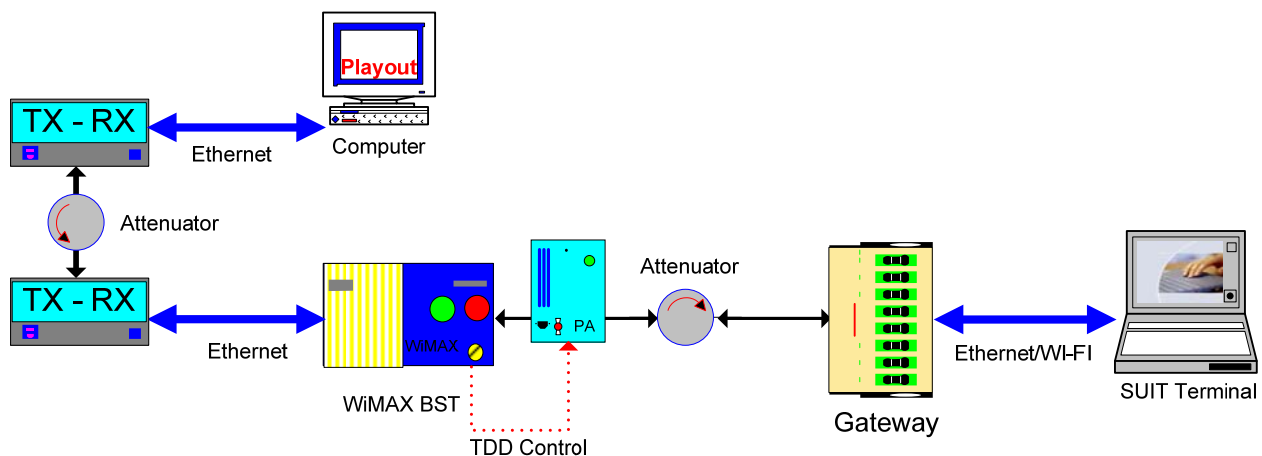 Playout
TX - RX
Ethernet
Computer
Attenuator
TX - RX
Ethernet
WiMAX
WiMAX BST
PA
TDD Control
Attenuator
Gateway
Ethernet/WI-FI
SUIT Terminal